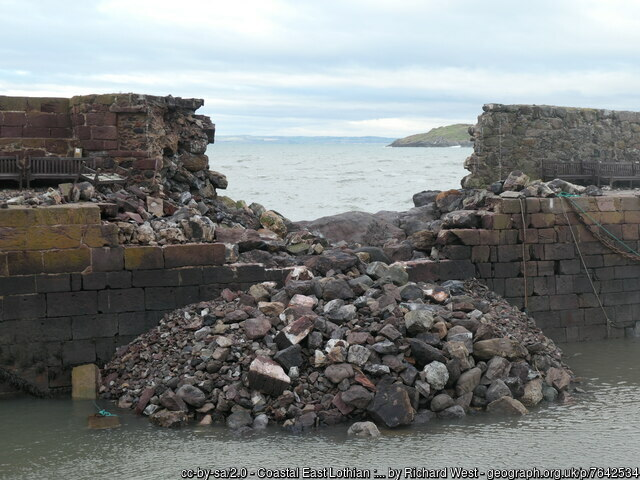 cc-by-sa/2.0 - Coastal East Lothian :... by Richard West - geograph.org.uk/p/7642534